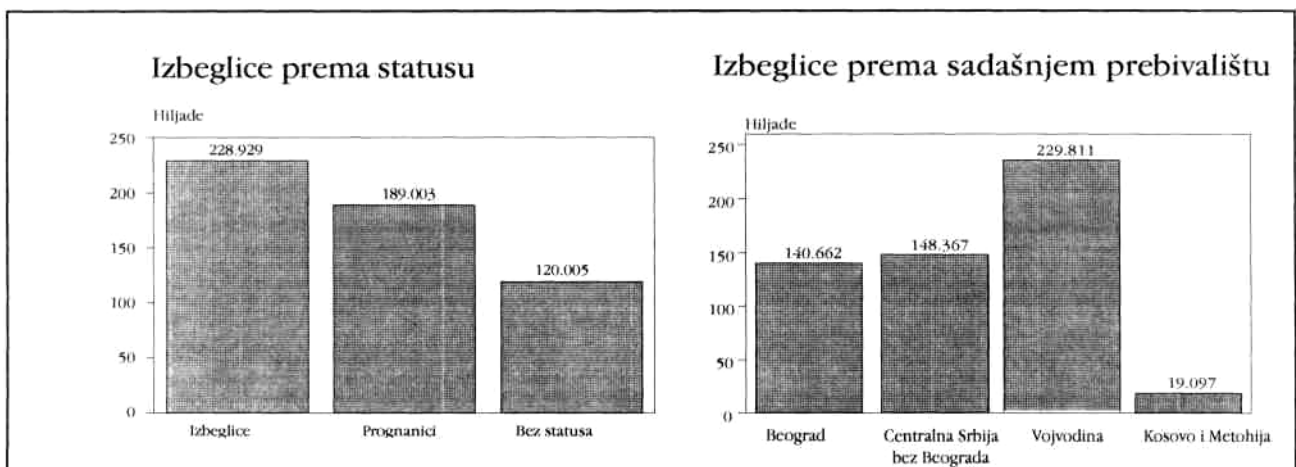 Izbeglice prema statusu
Hiljade
250
200
150
100
50
0
228.929
189.003
120.005
Izbeglice
Prognanici
Bez statusa
Izbeglice prema sadašnjem prebivalištu
Hiljade
250
200
150
100
50
0
140.662
148.367
229.811
19.097
Beograd
Centralna Srbija
bez Beograda
Vojvodina
Kosovo i Metohija